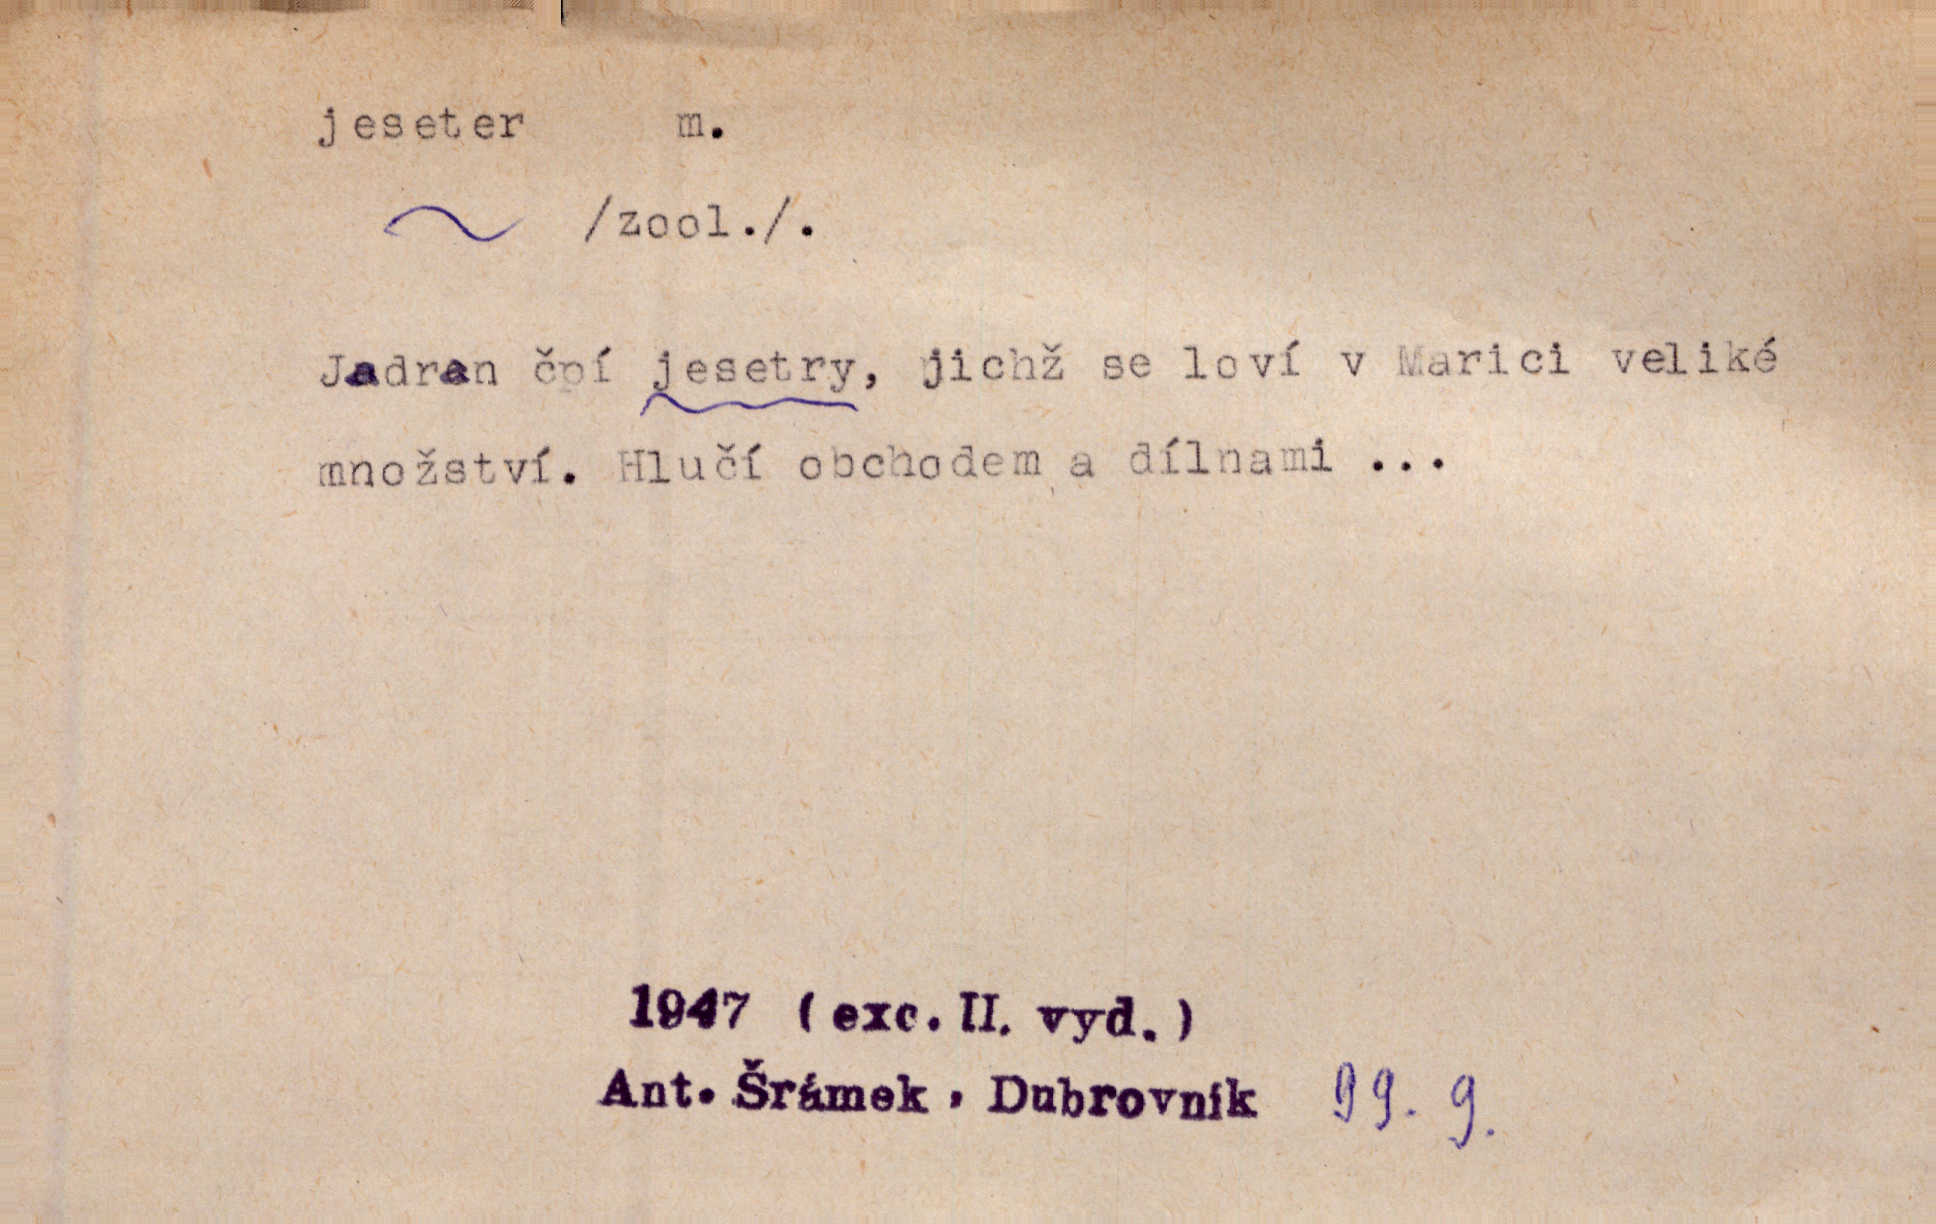 jeseter m.
~ /zool./.
Jadran čpí jesetry, jichž se loví v Marici veliké
množství. Hlučí obchodem a dílnami ...
1947 (exc. II. vyd.)
Ant. Šrámek, Dubrovník 99. 9.